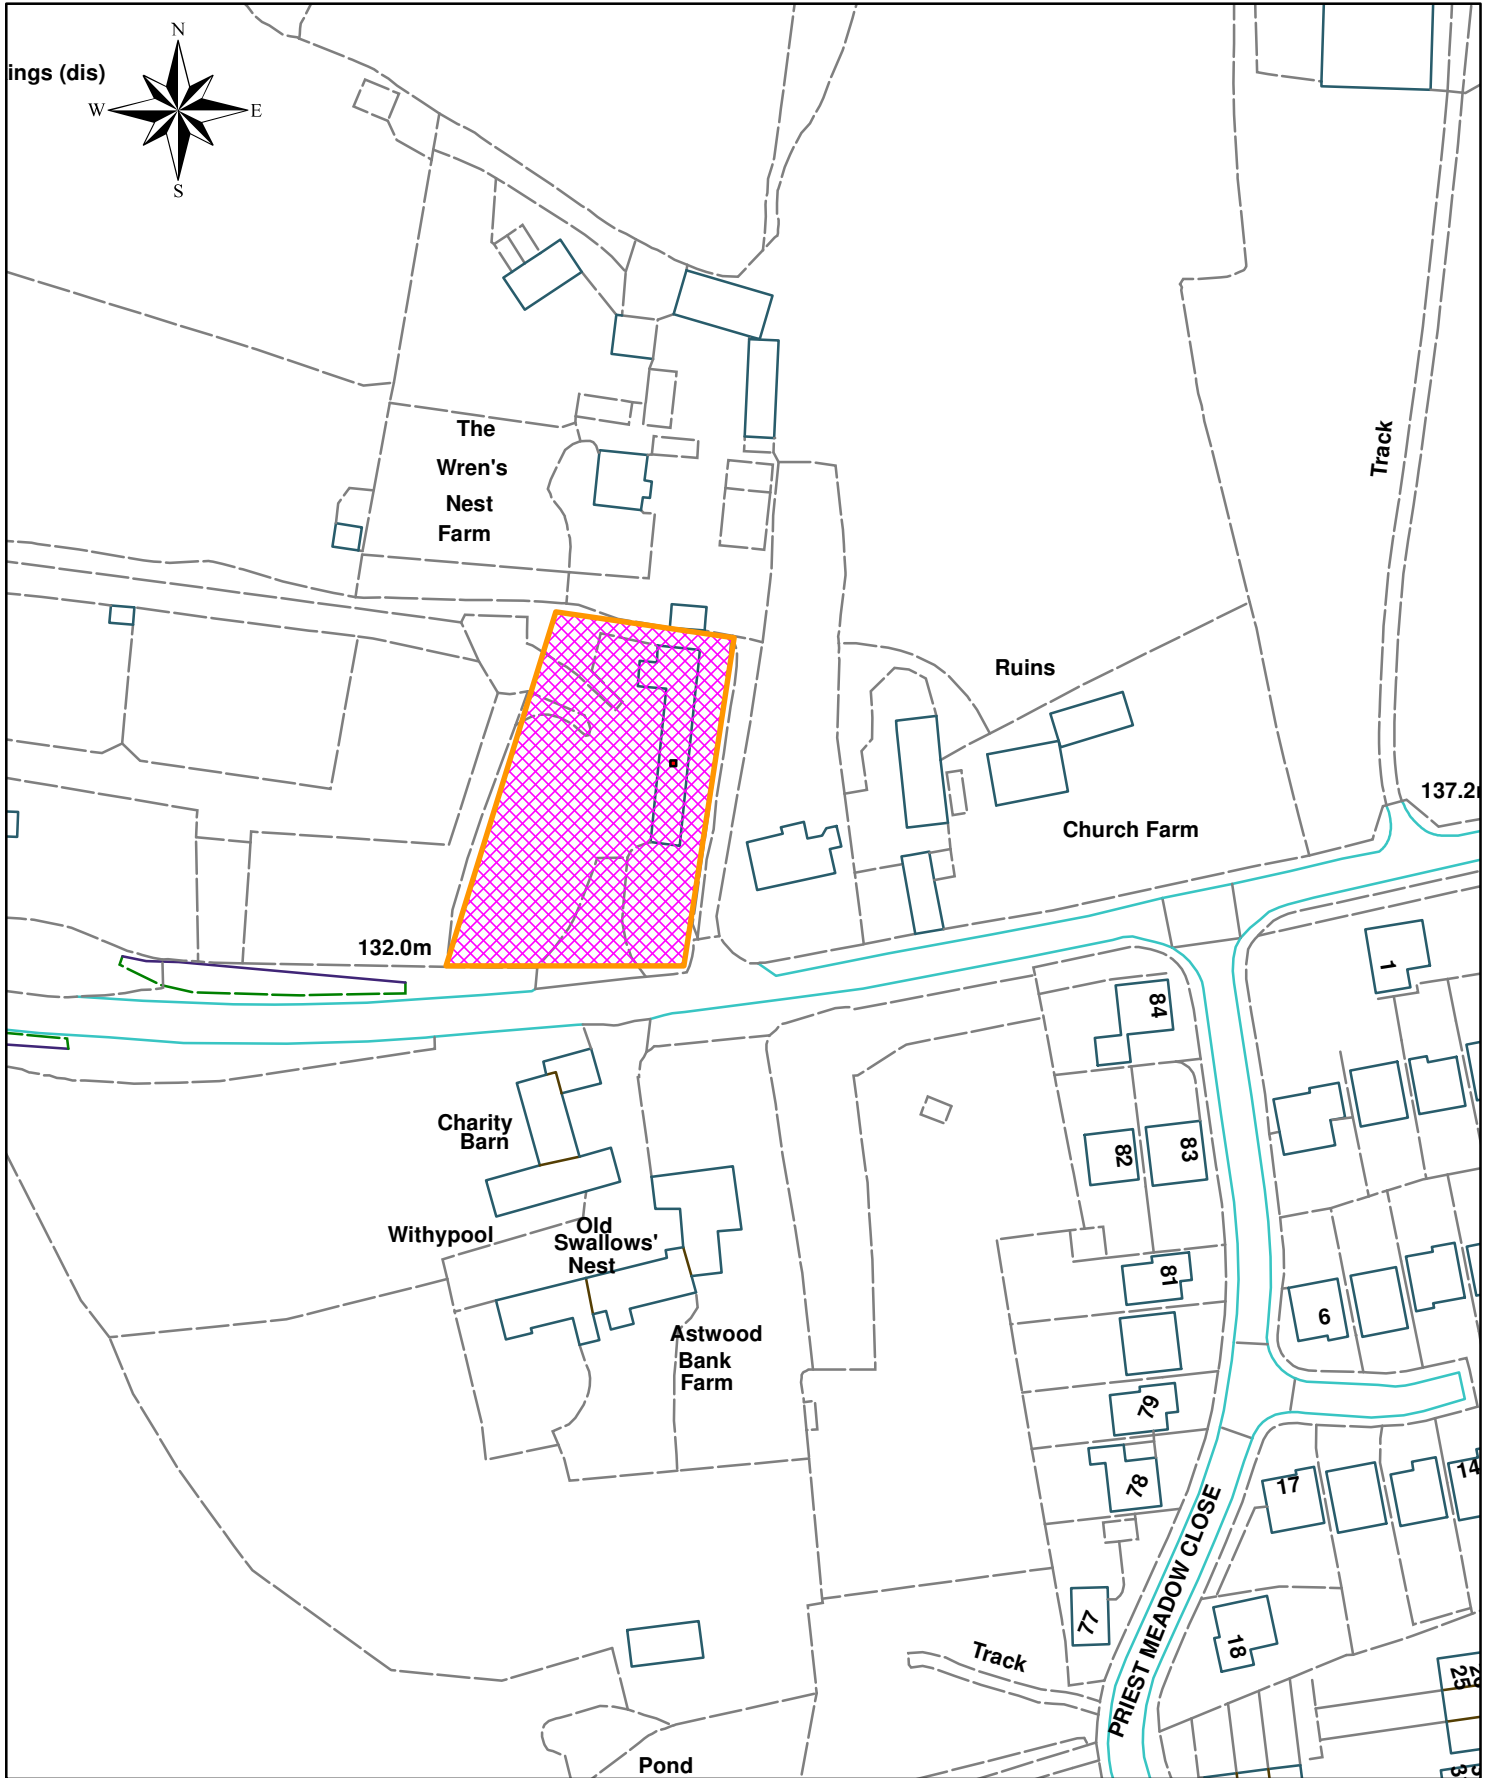 N
ings (dis)
W
E
S
The
Wren's
Nest
Farm
Track
Ruins
137.2
Church Farm
132.0m
1
84
Charity
Barn
82
83
Withypool
Old
Swallows'
Nest
81
6
Astwood
Bank
Farm
79
78
17
14
PRIEST MEADOW CLOSE
77
18
Track
25
Pond